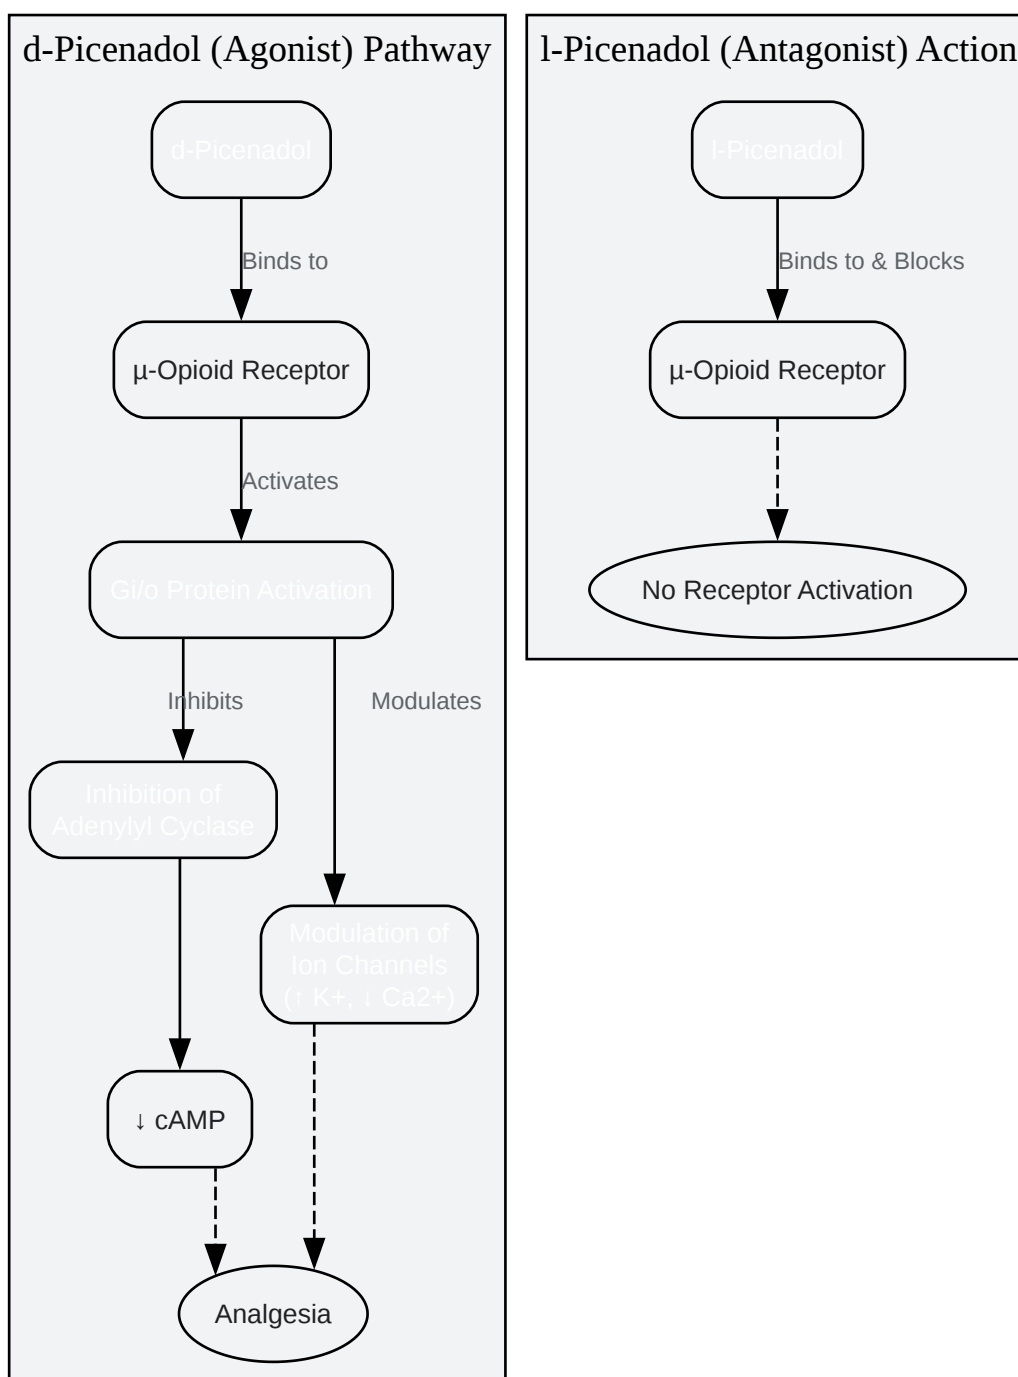 d-Picenadol (Agonist) Pathway
d-Picenadol
Binds to
µ-Opioid Receptor
Activates
Gi/o Protein Activation
Inhibits
Modulates
Inhibition of
Adenylyl Cyclase
Modulation of
Ion Channels
(↑ K+, ↓ Ca2+)
↓ cAMP
Analgesia
l-Picenadol (Antagonist) Action
l-Picenadol
Binds to & Blocks
µ-Opioid Receptor
No Receptor Activation